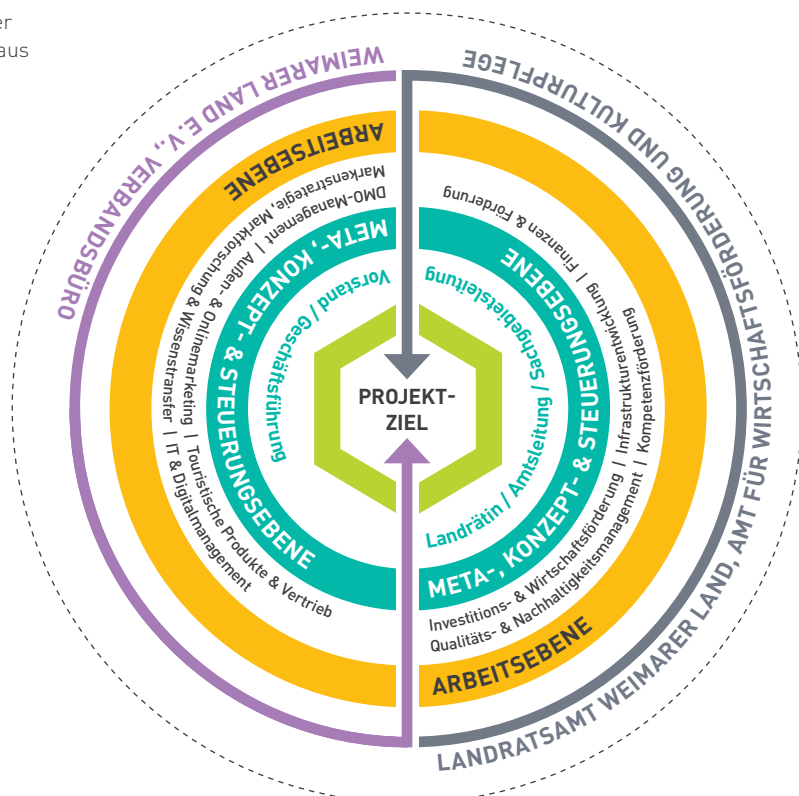 er
aus
WEIMARER LAND E.V., VERBANDSBÜRO
ARBEITSEBENE
DMO-Management | Außen- & Onlinemarketing | Touristische Produkte & Vertrieb
Markenstrategie, Marktforschung & Wissenstransfer | IT & Digitalmanagement
META-, KONZEPT- & STEUERUNGSEBENE
Vorstand / Geschäftsführung
PROJEKT-
ZIEL
Landrätin / Amtsleitung / Sachgebietsleitung
META-, KONZEPT- & STEUERUNGSEBENE
Investitions- & Wirtschaftsförderung | Infrastrukturentwicklung | Finanzen & Förderung
Qualitäts- & Nachhaltigkeitsmanagement | Kompetenzförderung
ARBEITSEBENE
LANDRATSAMT WEIMARER LAND, AMT FÜR WIRTSCHAFTSFÖRDERUNG UND KULTURPFLEGE